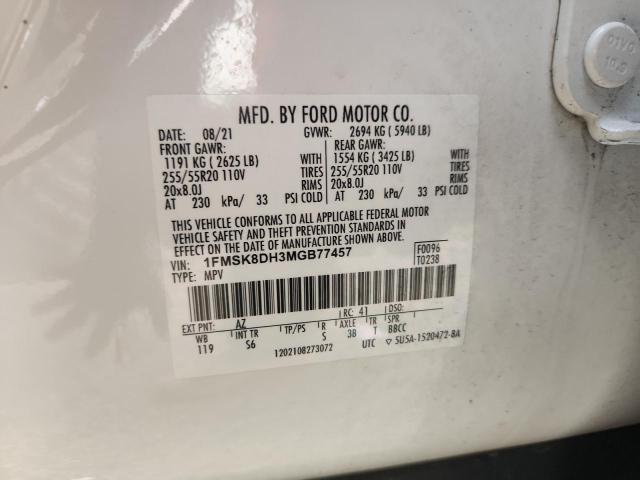 MFD. BY FORD MOTOR CO.
DATE: 08/21 GVWR: 2694 KG ( 5940 LB)
FRONT GAWR: REAR GAWR:
1191 KG ( 2625 LB) WITH 1554 KG ( 3425 LB) WITH
255/55R20 110V TIRES 255/55R20 110V TIRES
20x8.0J RIMS 20x8.0J RIMS
AT 230 kPa/ 33 PSI COLD AT 230 kPa/ 33 PSI COLD
THIS VEHICLE CONFORMS TO ALL APPLICABLE FEDERAL MOTOR
VEHICLE SAFETY AND THEFT PREVENTION STANDARDS IN EFFECT ON
THE DATE OF MANUFACTURE SHOWN ABOVE.
VIN: 1FMSK8DH3MGB77457 F0096
TYPE: MPV T0238
EXT PNT: AZ RC: 41 DSO:
WB INT TR TP/PS R AXLE TR SPR
119 S6 S 3B T BBCC
1202108273072 UTC 5U5A-1520472-BA